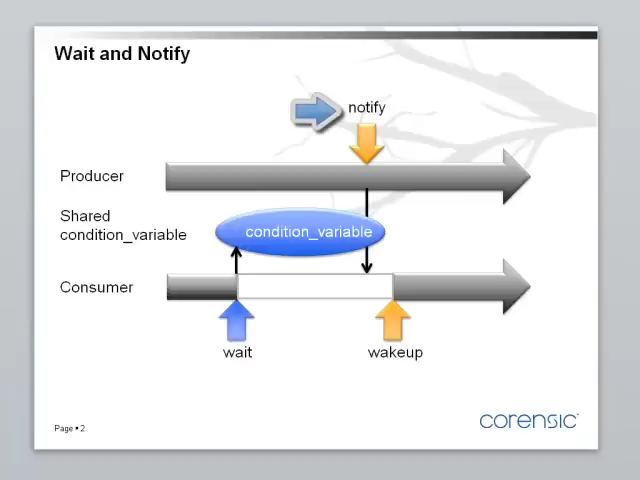 Wait and Notify
notify
Producer
Shared
condition_variable
condition_variable
Consumer
wait
wakeup
Page ▪ 2
corensic